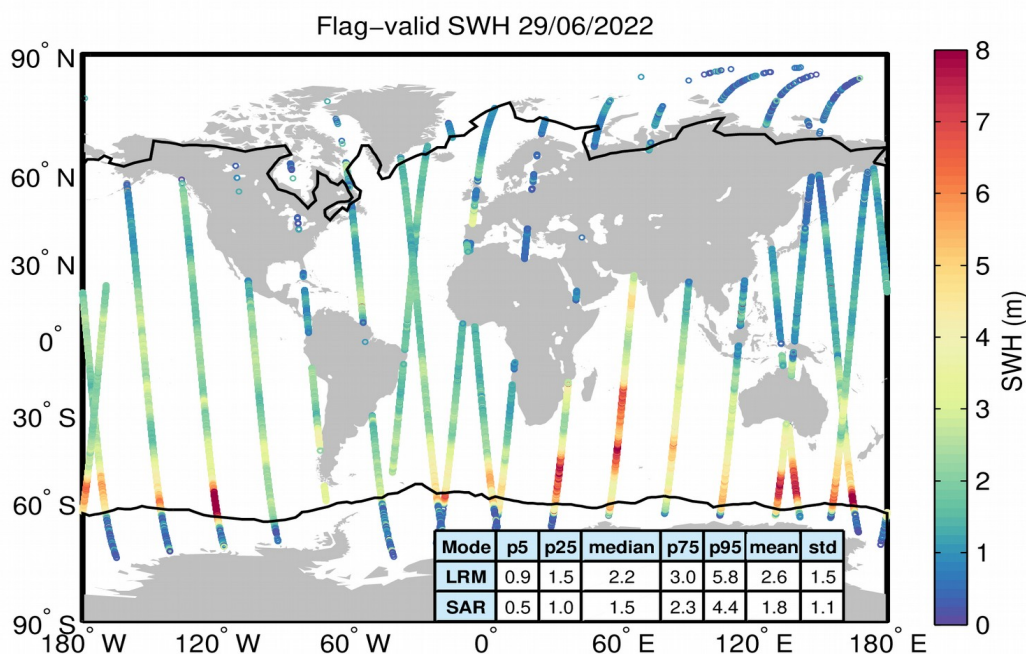 Flag−valid SWH 29/06/2022
90° N
60° N
30° N
0°
30° S
60° S
90° S
180° W
120° W
60° W
0°
60° E
120° E
180° E
8
7
6
5
4
3
2
1
0
SWH (m)
Mode p5 p25 median p75 p95 mean std
LRM 0.9 1.5 2.2 3.0 5.8 2.6 1.5
SAR 0.5 1.0 1.5 2.3 4.4 1.8 1.1